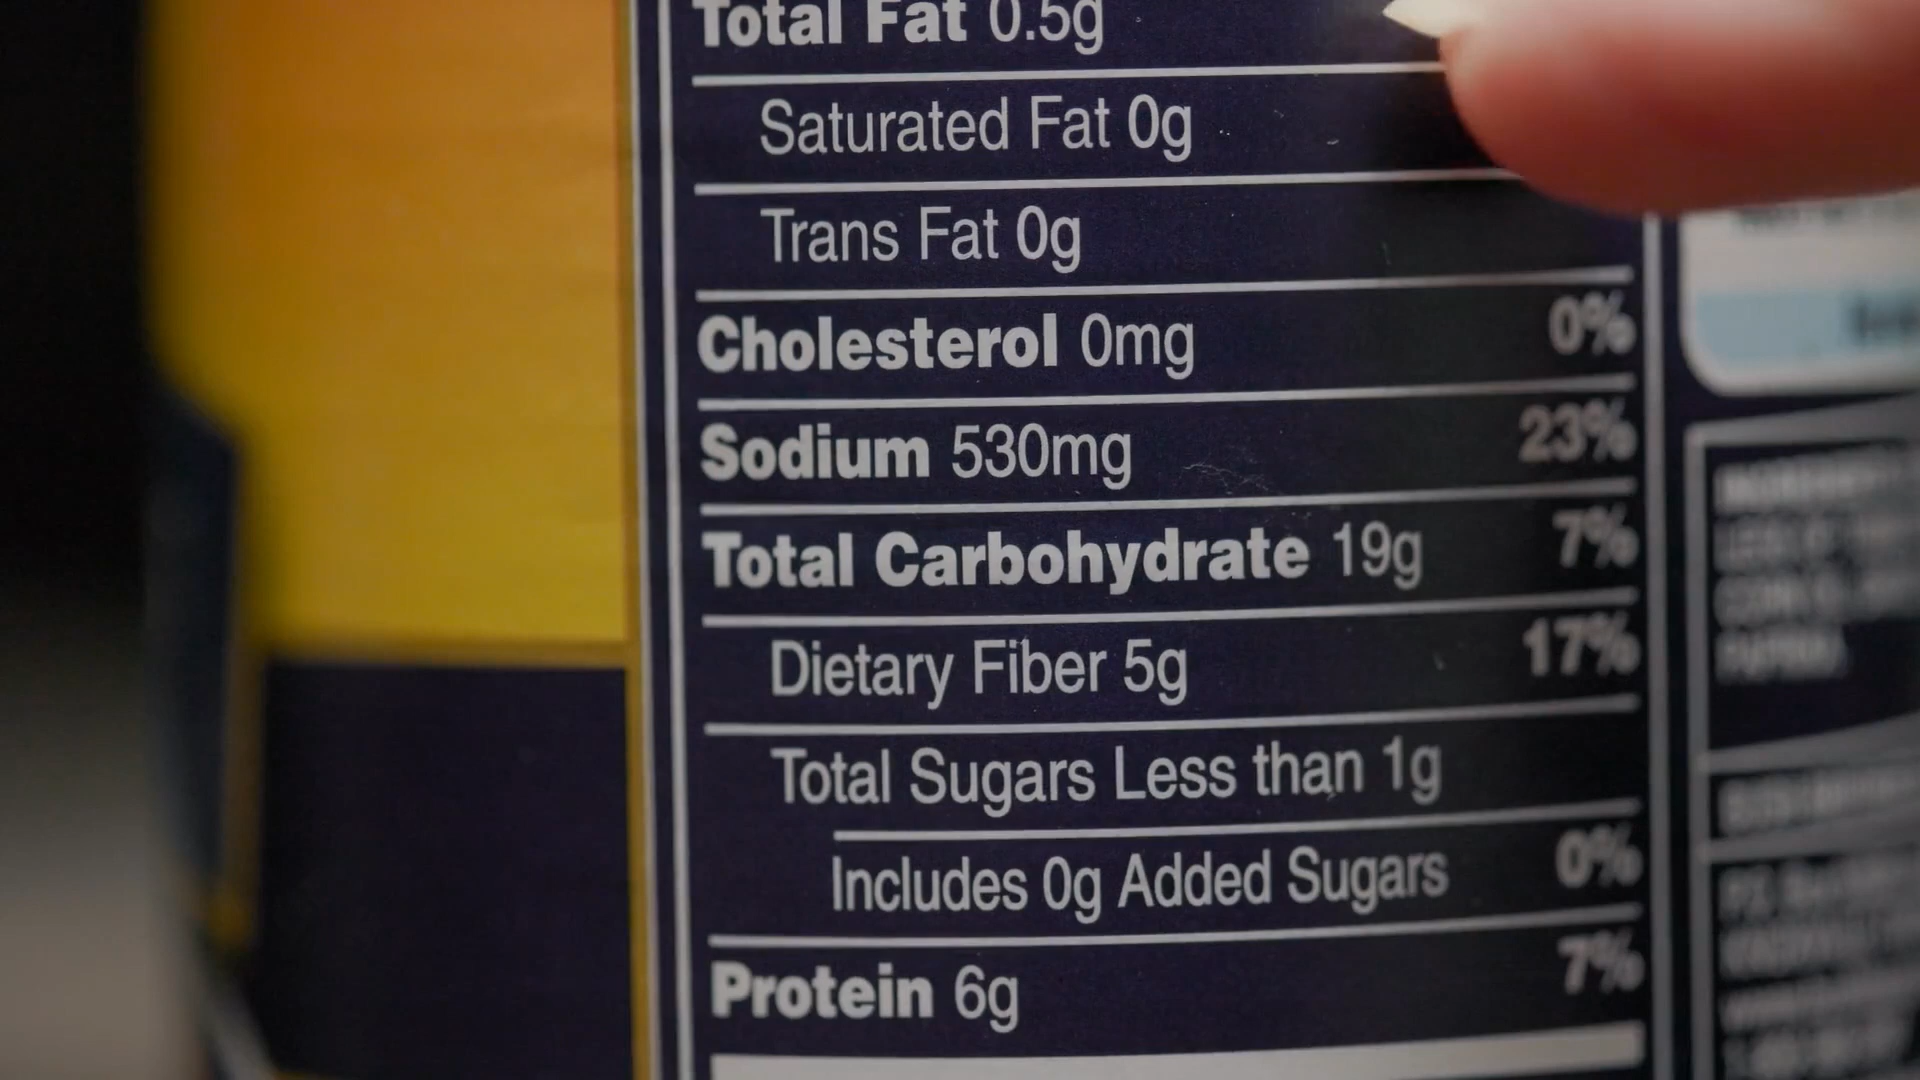 Total Fat 0.5g
Saturated Fat 0g
Trans Fat 0g
Cholesterol 0mg 0%
Sodium 530mg 23%
Total Carbohydrate 19g 7%
Dietary Fiber 5g 17%
Total Sugars Less than 1g
Includes 0g Added Sugars 0%
Protein 6g 7%